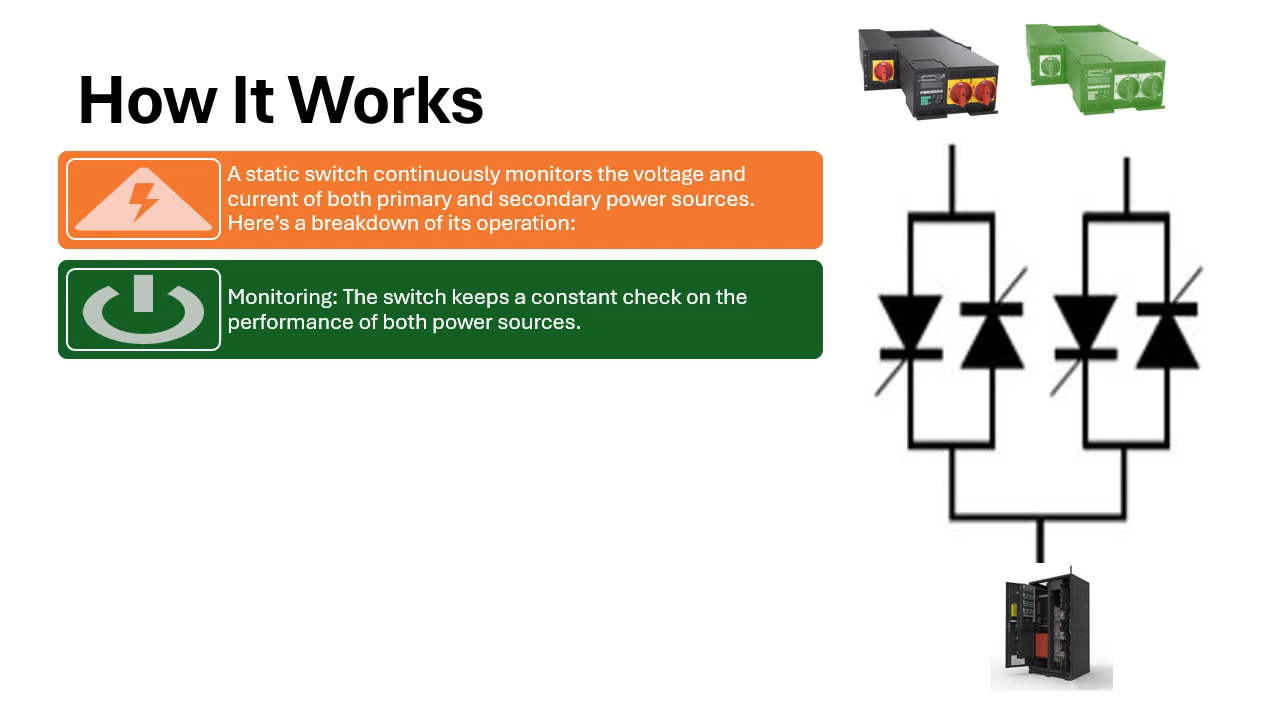 How It Works
A static switch continuously monitors the voltage and
current of both primary and secondary power sources.
Here’s a breakdown of its operation:
Monitoring: The switch keeps a constant check on the
performance of both power sources.